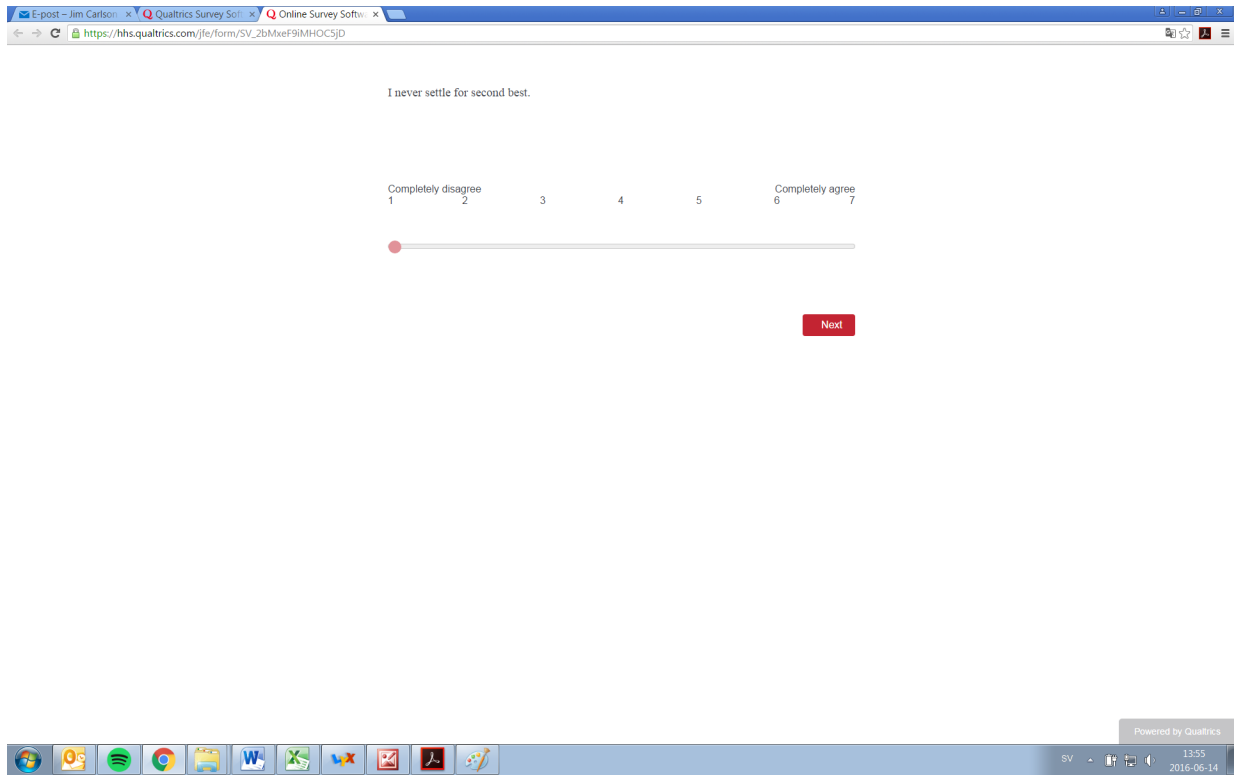 E-post – Jim Carlson
Qualtrics Survey Soft
Online Survey Softw
https://hhs.qualtrics.com/jfe/form/SV_2bMxeF9iMHOC5jD
I never settle for second best.
Completely disagree Completely agree
1 2 3 4 5 6 7
Next
Powered by Qualtrics
SV
13:55
2016-06-14